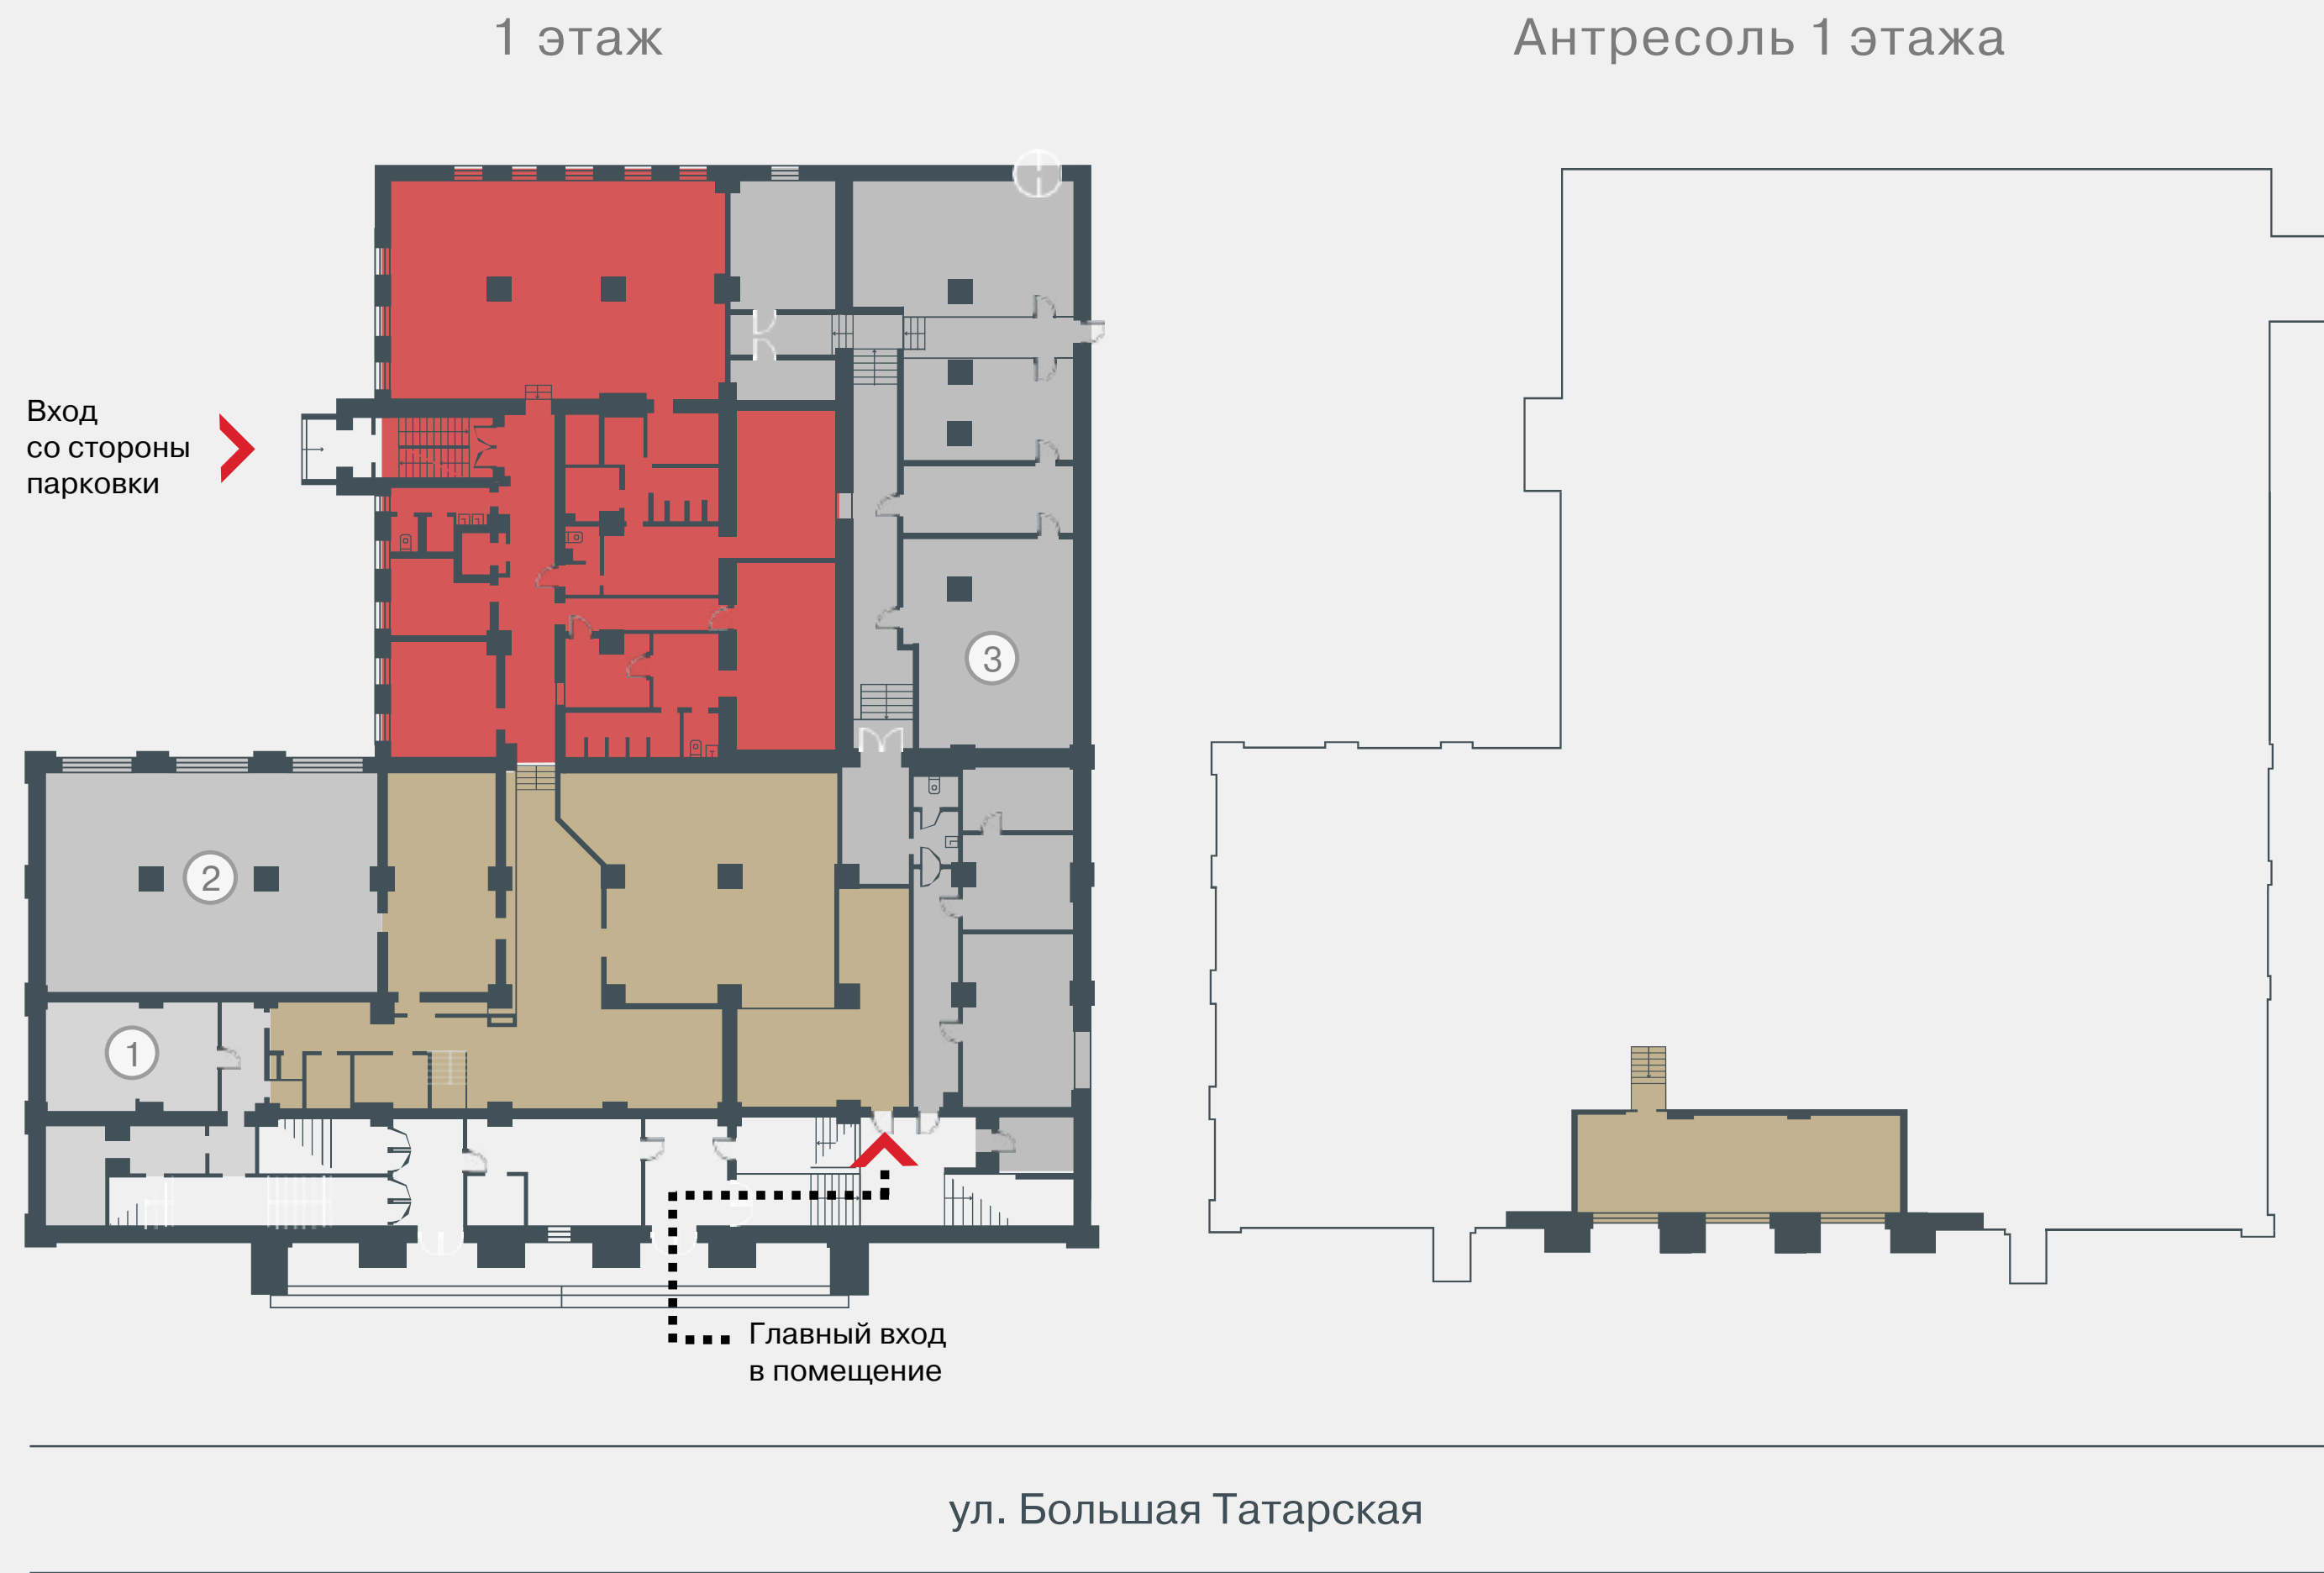 1 этаж
Антресоль 1 этажа
Вход
со стороны
парковки
3
2
1
Главный вход
в помещение
ул. Большая Татарская